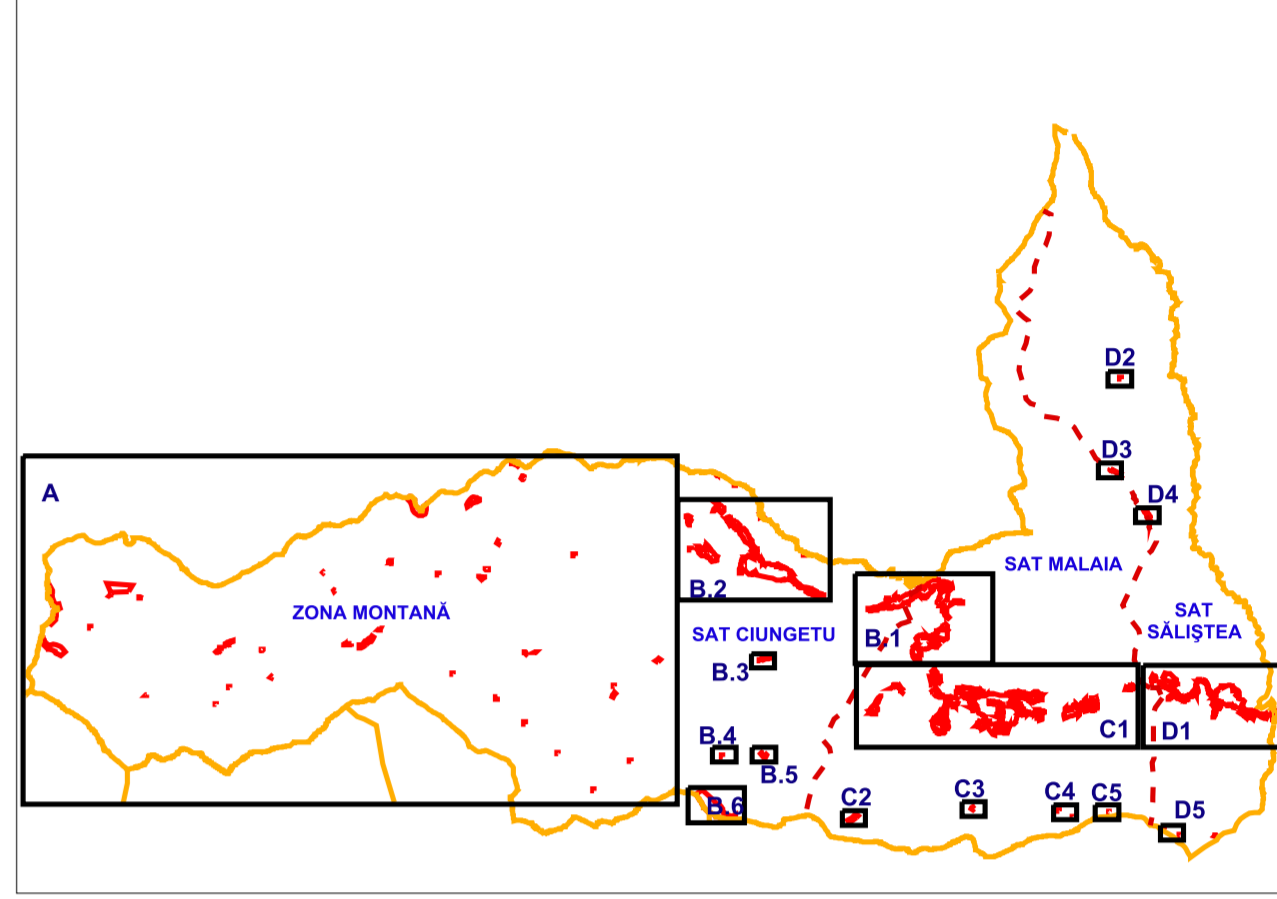 D2
D3
A
D4
SAT MALAIA
B.2
ZONA MONTANĂ
SAT
SĂLIŞTEA
SAT CIUNGETU
B.1
B.3
C1
D1
B.4
B.5
C2
C3
C4
C5
B.6
D5